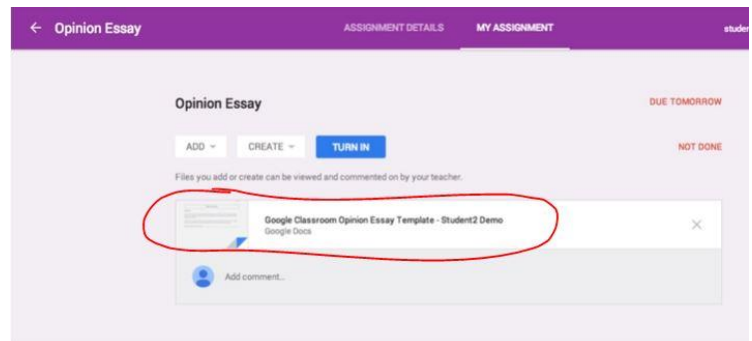 ← Opinion Essay ASSIGNMENT DETAILS MY ASSIGNMENT studen
Opinion Essay DUE TOMORROW
ADD CREATE TURN IN NOT DONE
Files you add or create can be viewed and commented on by your teacher.
Google Classroom Opinion Essay Template - Student2 Demo
Google Docs
Add comment...